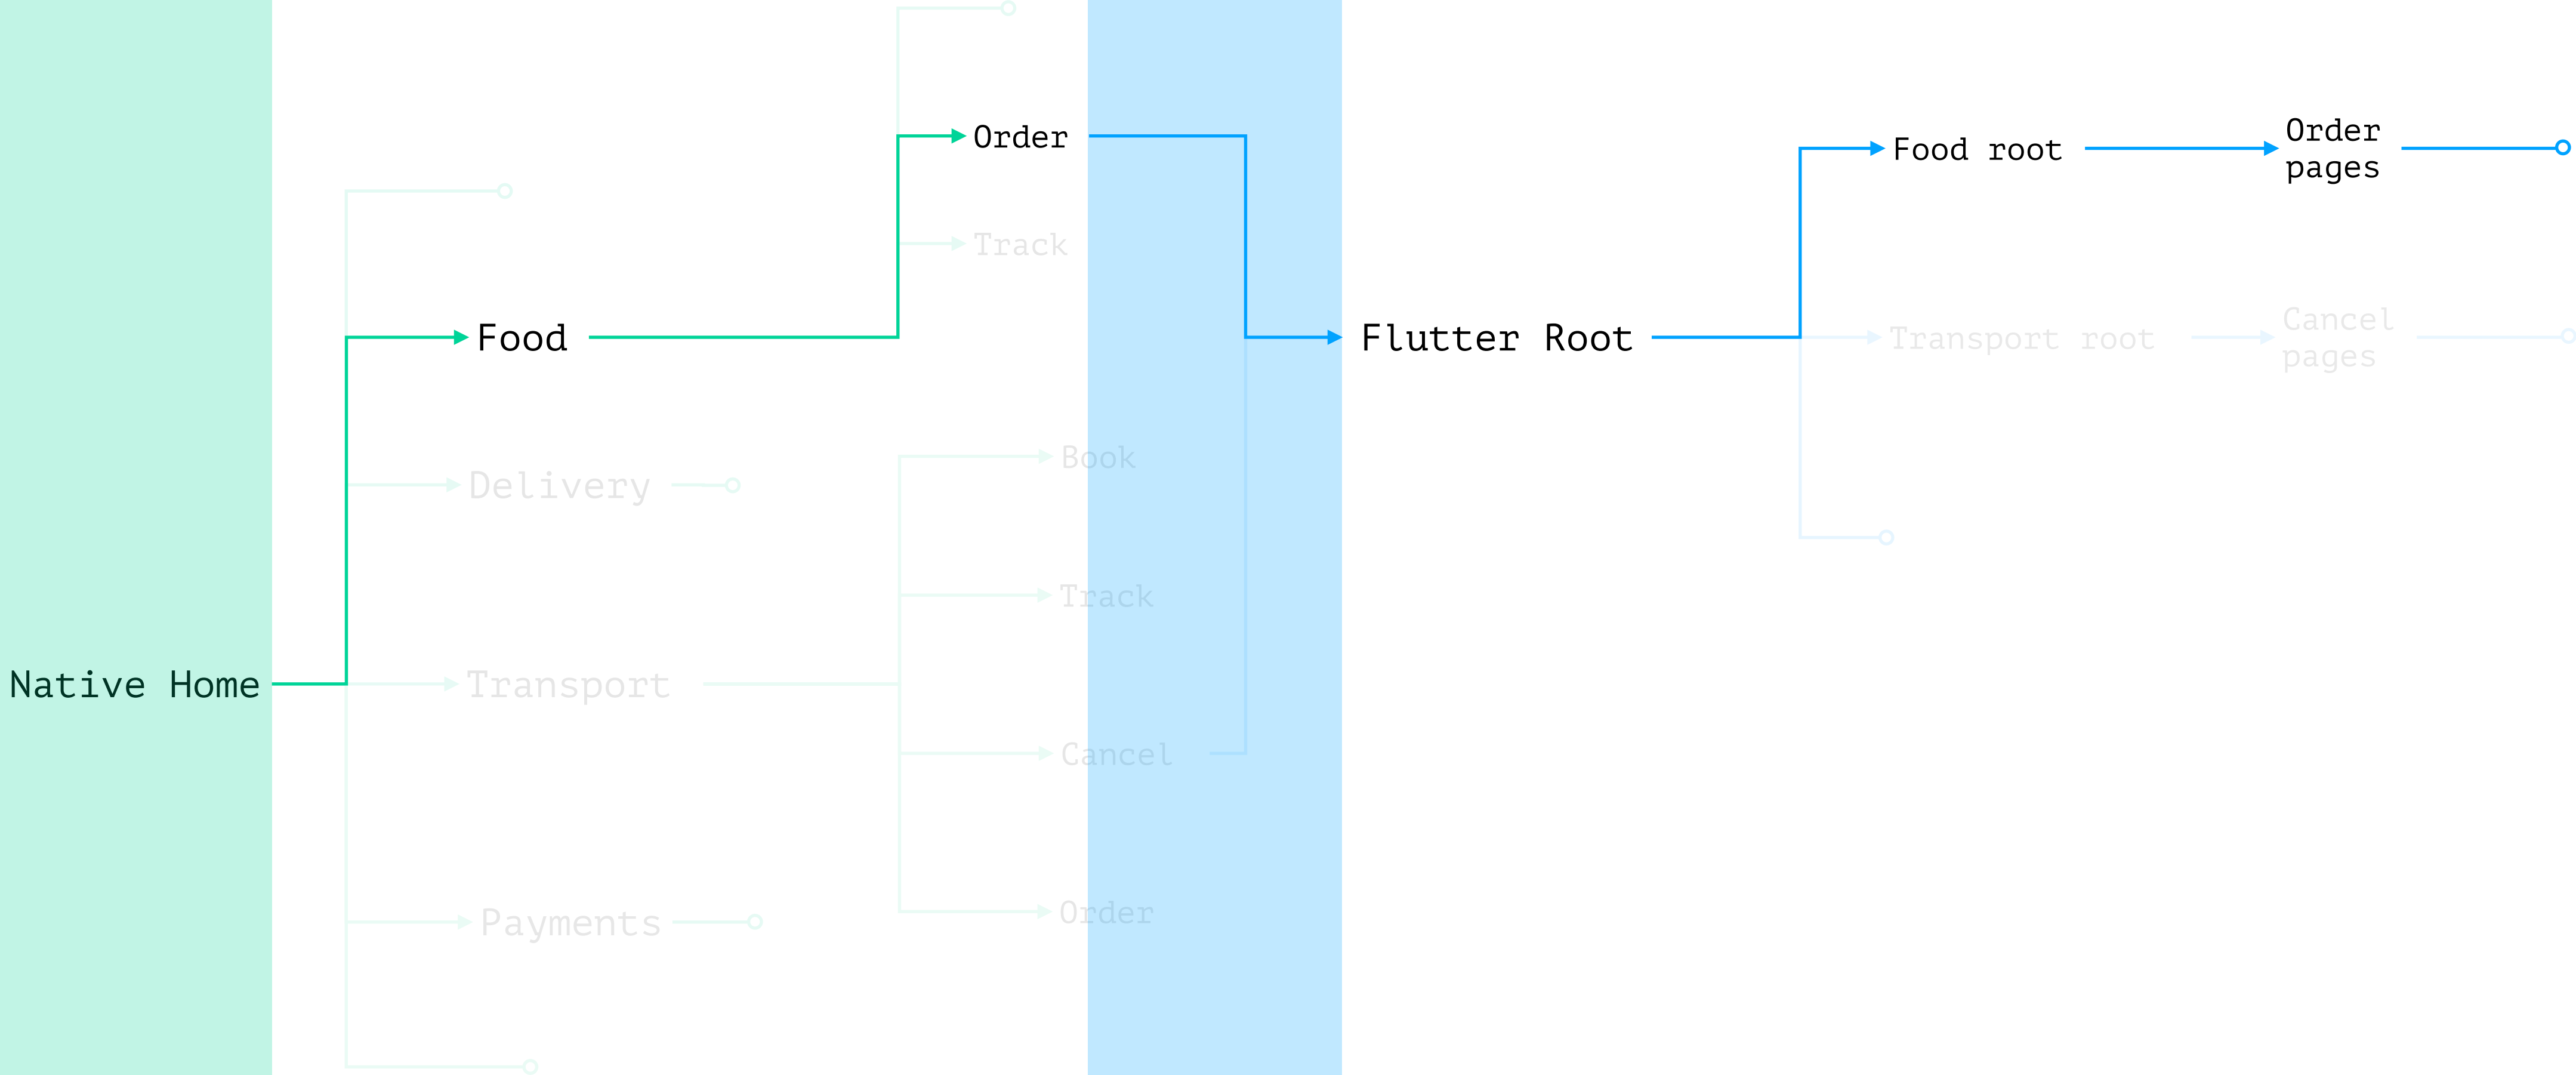 Native Home
Food
Delivery
Transport
Payments
Order
Track
Book
Track
Cancel
Order
Flutter Root
Food root
Transport root
Order
pages
Cancel
pages